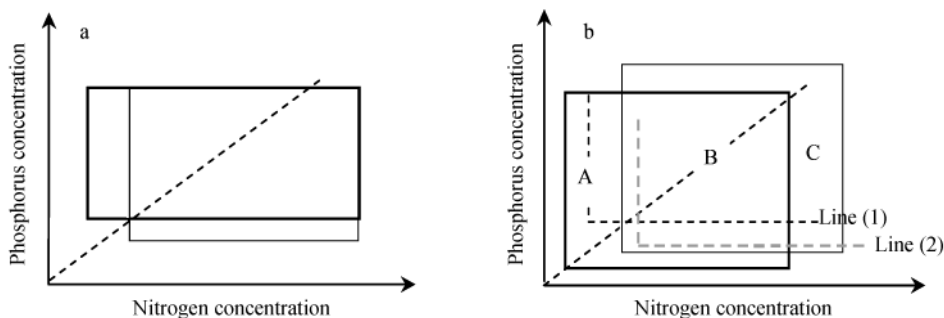 a
Phosphorus concentration
Nitrogen concentration
b
Phosphorus concentration
A
B
C
Line (1)
Line (2)
Nitrogen concentration